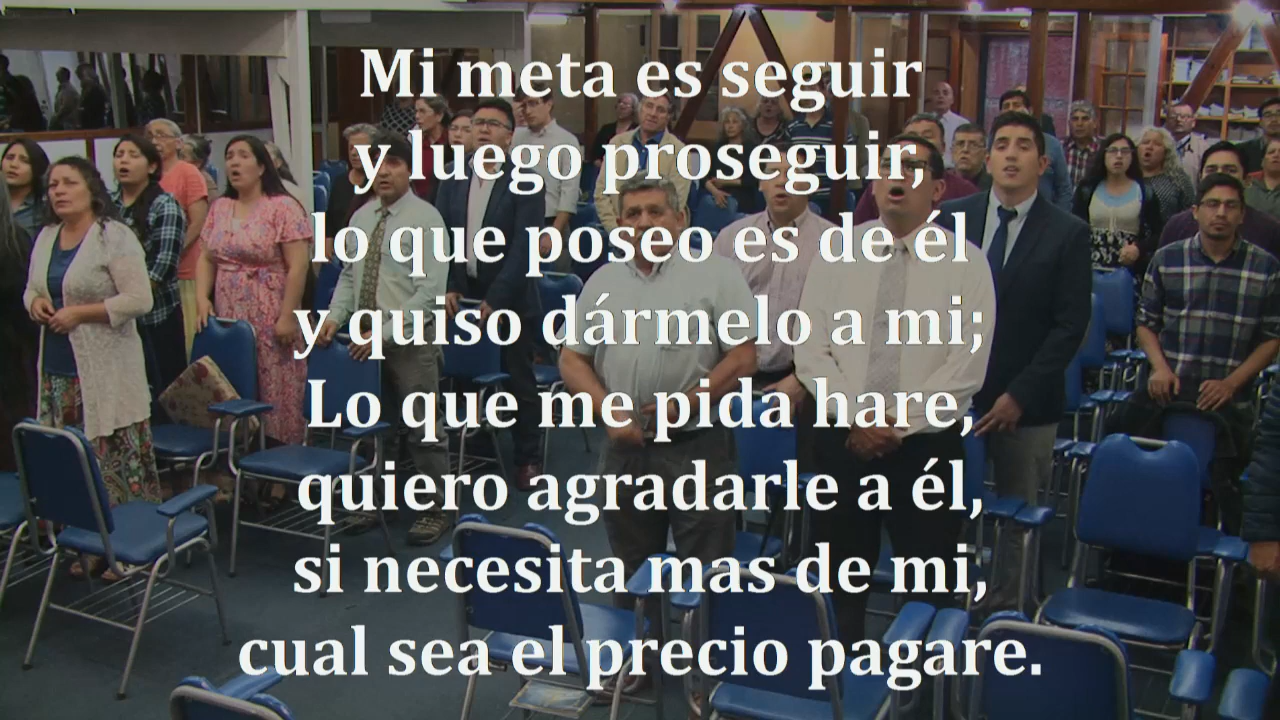 Mi meta es seguir
y luego proseguir,
lo que poseo es de él
y quiso dármelo a mi;
Lo que me pida hare,
quiero agradarle a él,
si necesita mas de mi,
cual sea el precio pagare.